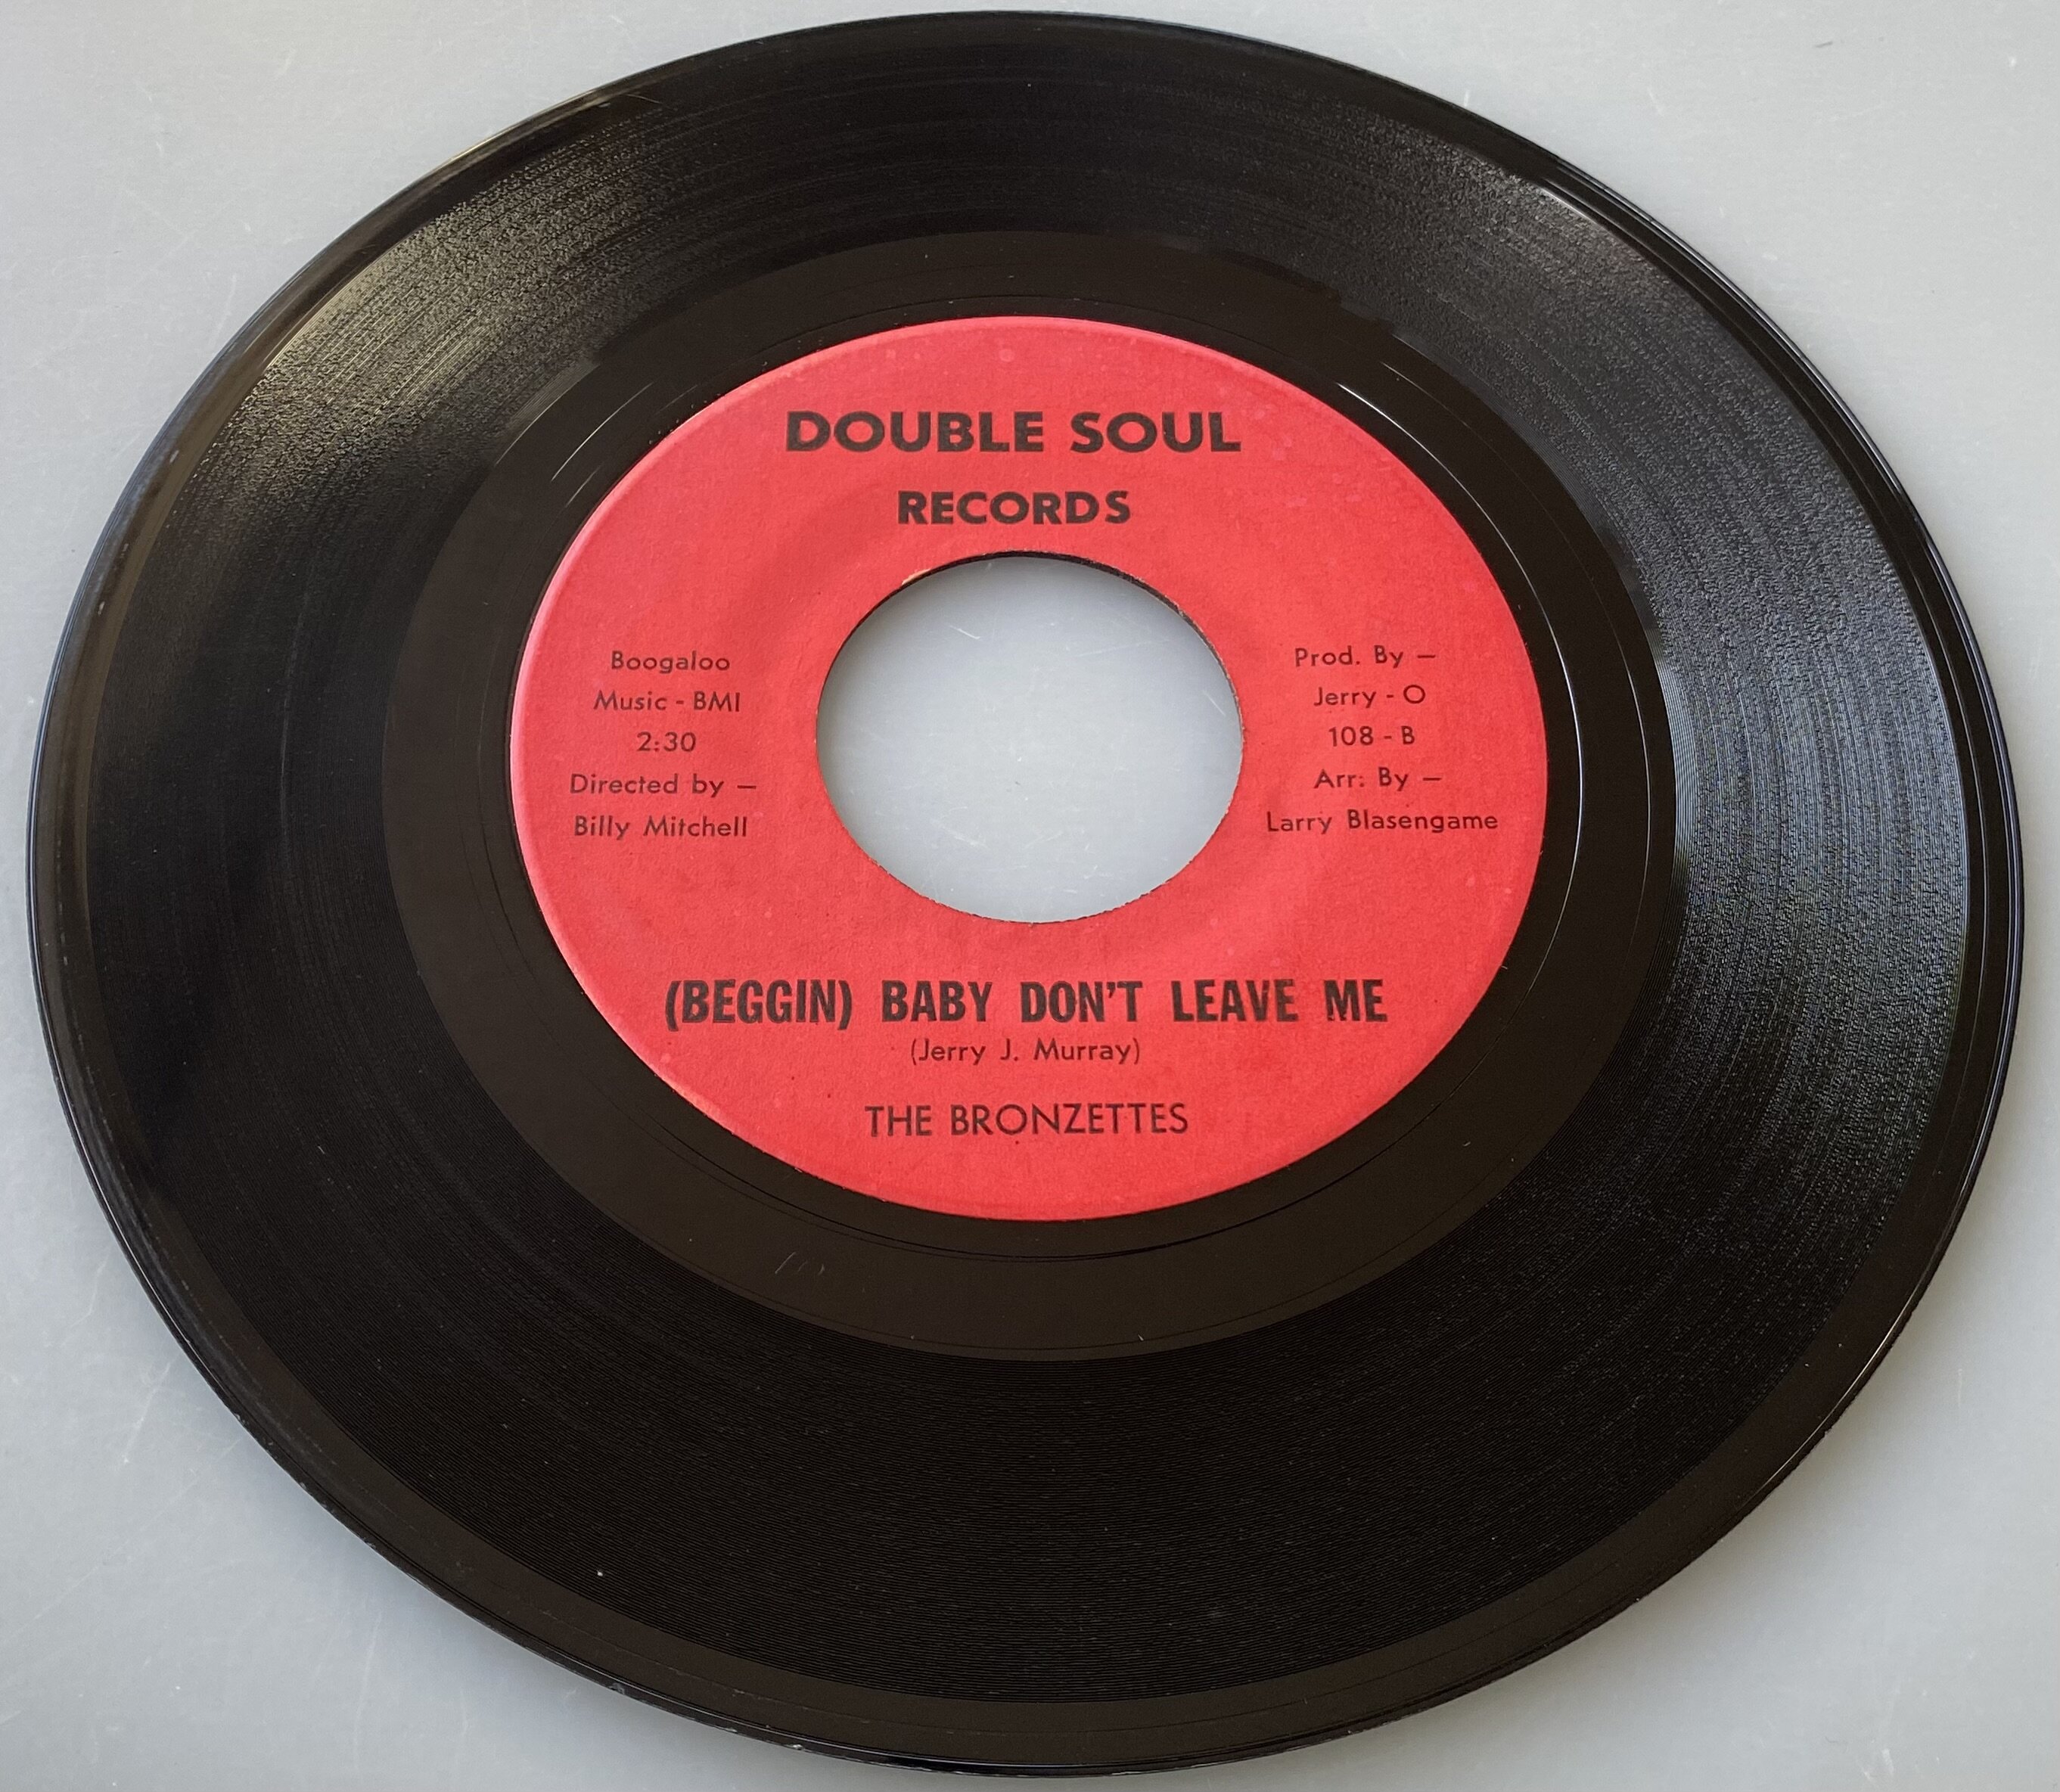 DOUBLE SOUL
RECORDS
Boogaloo
Music - BMI
2:30
Directed by —
Billy Mitchell
Prod. By —
Jerry - O
108 - B
Arr. By —
Larry Blasengame
(BEGGIN) BABY DON'T LEAVE ME
(Jerry J. Murray)
THE BRONZETTES